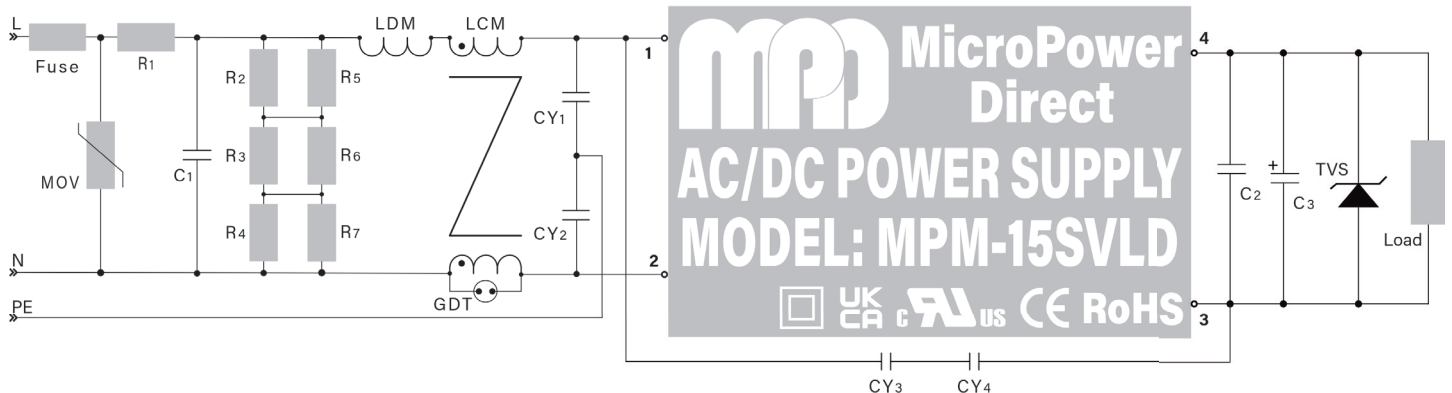 L
Fuse
R1
MOV
C1
R2
R5
R3
R6
R4
R7
LDM
LCM
CY1
CY2
GDT
N
PE
1
2
MPD
MicroPower
Direct
AC/DC POWER SUPPLY
MODEL: MPM-15SVLD
UK
CA
c RU US CE RoHS
4
3
C2
+
C3
TVS
Load
CY3
CY4